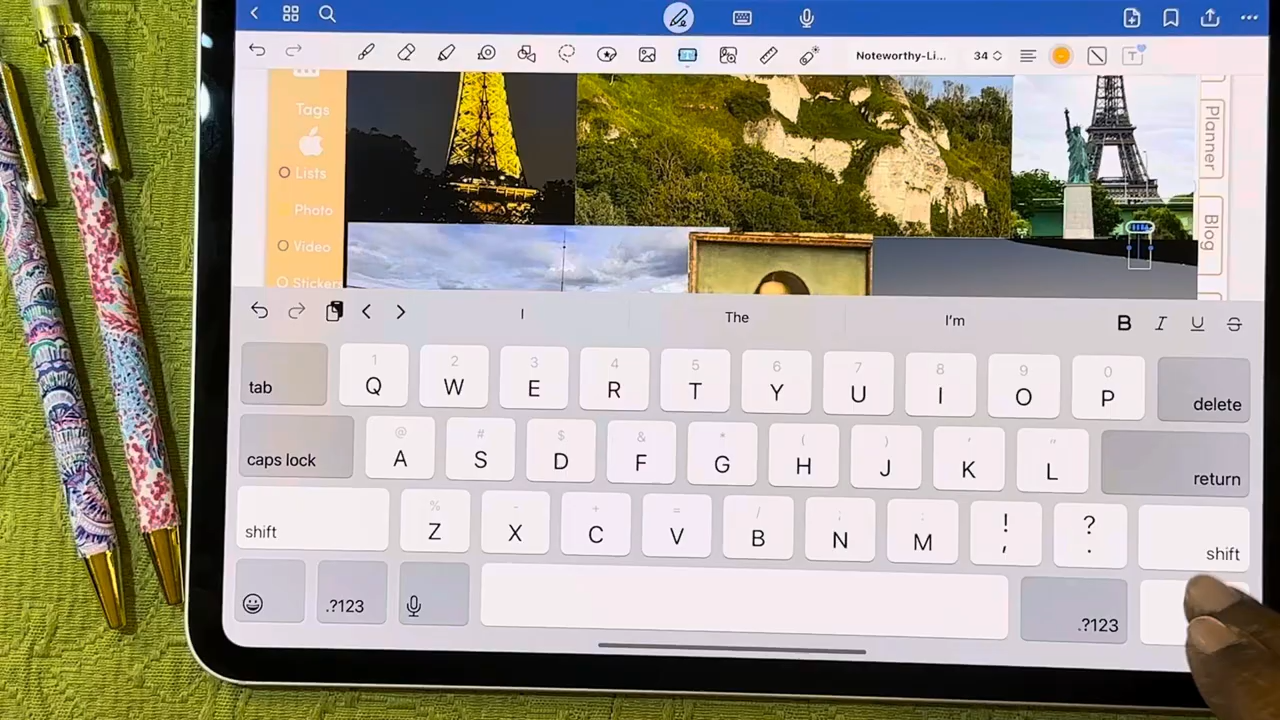 Noteworthy-Li... 34
Tags
Lists
Photo
Video
Sticker
Planner
Blog
I The I'm B I U S
tab 1 Q 2 W 3 E 4 R 5 T 6 Y 7 U 8 I 9 O 0 P delete
caps lock @ A # S $ D & F * G ( H ) J ' K " L return
shift % Z - X + C = V / B ; N : M ! , ? . shift
.?123 .?123